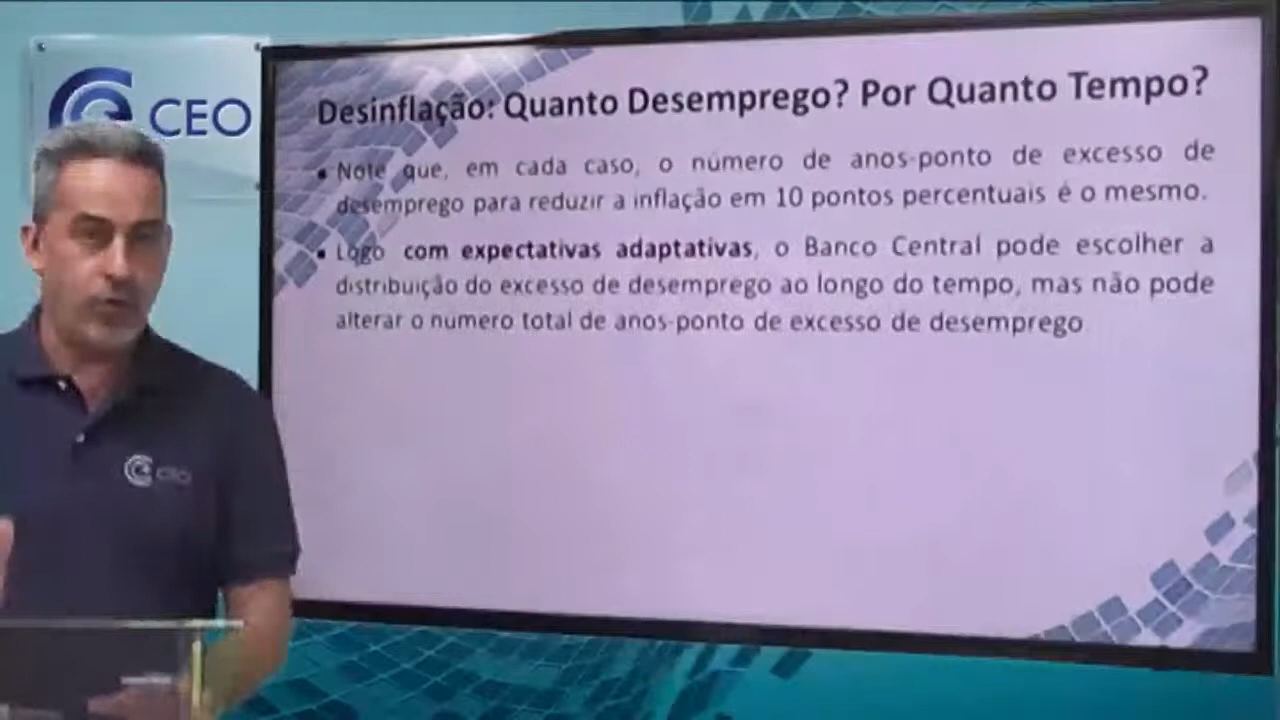 CEO
Desinflação: Quanto Desemprego? Por Quanto Tempo?
• Note que, em cada caso, o número de anos-ponto de excesso de
desemprego para reduzir a inflação em 10 pontos percentuais é o mesmo.
• Logo com expectativas adaptativas, o Banco Central pode escolher a
distribuição do excesso de desemprego ao longo do tempo, mas não pode
alterar o numero total de anos-ponto de excesso de desemprego
CEO